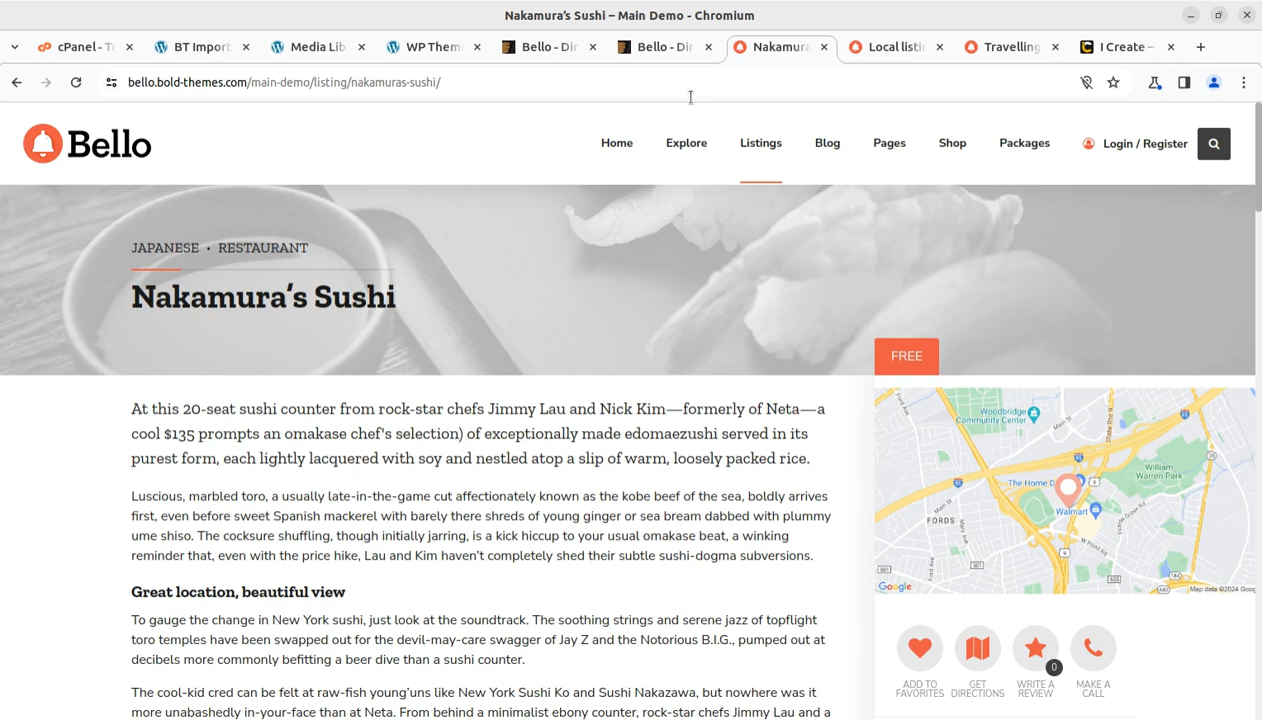 Nakamura's Sushi – Main Demo - Chromium
cPanel - To
BT Import
Media Lib
WP Them
Bello - Dir
Bello - Dir
Nakamura
Local listi
Travelling
I Create –
bello.bold-themes.com/main-demo/listing/nakamuras-sushi/
Bello
Home
Explore
Listings
Blog
Pages
Shop
Packages
Login / Register
JAPANESE • RESTAURANT
Nakamura‘s Sushi
FREE
At this 20-seat sushi counter from rock-star chefs Jimmy Lau and Nick Kim—formerly of Neta—a
cool $135 prompts an omakase chef's selection) of exceptionally made edomaezushi served in its
purest form, each lightly lacquered with soy and nestled atop a slip of warm, loosely packed rice.
Luscious, marbled toro, a usually late-in-the-game cut affectionately known as the kobe beef of the sea, boldly arrives
first, even before sweet Spanish mackerel in barely there shreds of young ginger or sea bream dabbed with plummy
ume shiso. The cocksure shuffling, though initially jarring, is a kick hiccup to your usual omakase beat, a winking
reminder that, even with the price hike, Lau and Kim haven't completely shed their subtle sushi-dogma subversions.
Great location, beautiful view
To gauge the change in New York sushi, just look at the soundtrack. The soothing strings and serene jazz of topflight
toro temples have been swapped out for the devil-may-care swagger of Jay Z and the Notorious B.I.G., pumped out at
decibels more commonly befitting a beer dive than a sushi counter.
The cool-kid cred can be felt at raw-fish young'uns like New York Sushi Ko and Sushi Nakazawa, but nowhere was it
more unabashedly in-your-face than at Neta. From behind a minimalist ebony counter, rock-star chefs Jimmy Lau and a
Woodbridge
Community Center
Main St
State Rte
William
Warren Park
The Home D
Walmart
FORDS
Main St
W Pond Rd
Ford Ave
Google
Map data ©2024 Goog
ADD TO
FAVORITES
GET
DIRECTIONS
0
WRITE A
REVIEW
MAKE A
CALL